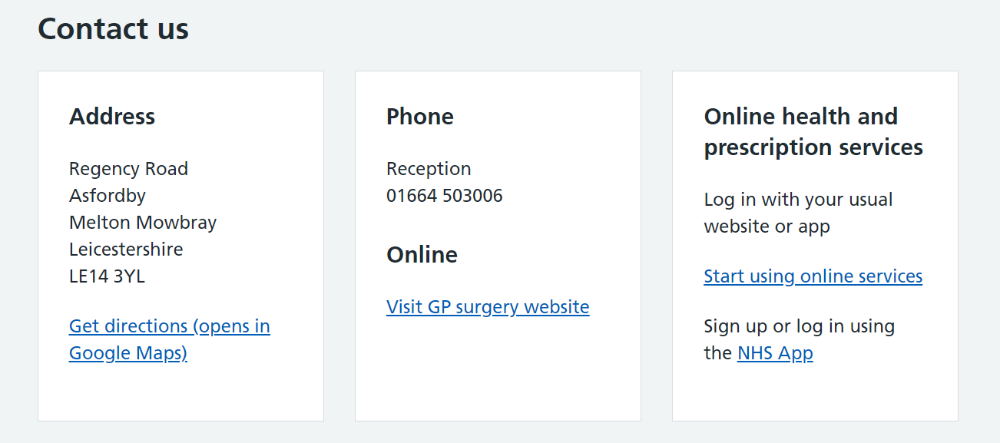 Contact us
Address
Regency Road
Asfordby
Melton Mowbray
Leicestershire
LE14 3YL
Get directions (opens in
Google Maps)
Phone
Reception
01664 503006
Online
Visit GP surgery website
Online health and
prescription services
Log in with your usual
website or app
Start using online services
Sign up or log in using
the NHS App